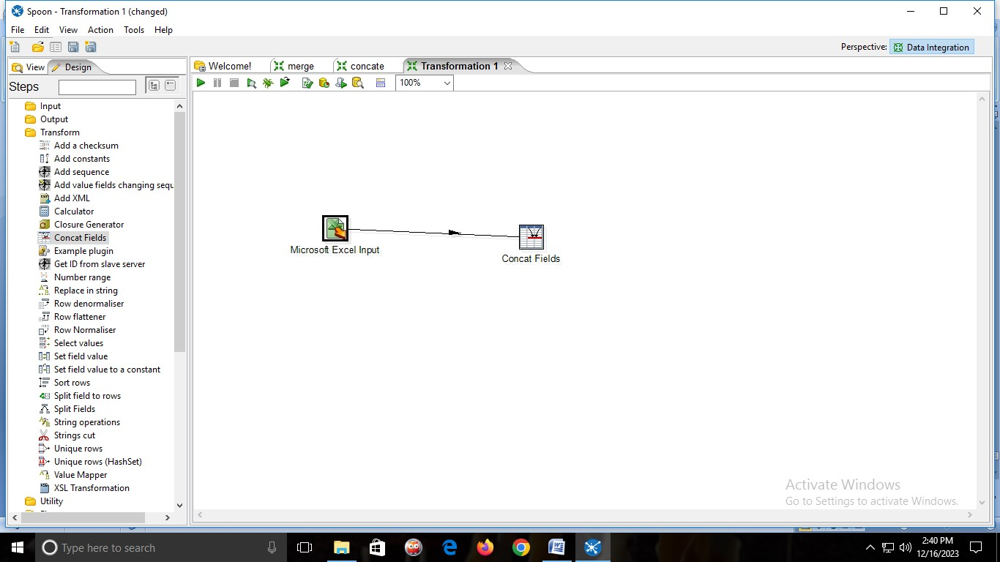 Spoon - Transformation 1 (changed)
File Edit View Action Tools Help
Perspective: Data Integration
View Design
Welcome! merge concate Transformation 1
Steps
100%
Input
Output
Transform
Add a checksum
Add constants
Add sequence
Add value fields changing sequ
Add XML
Calculator
Closure Generator
Concat Fields
Example plugin
Get ID from slave server
Number range
Replace in string
Row denormaliser
Row flattener
Row Normaliser
Select values
Set field value
Set field value to a constant
Sort rows
Split field to rows
Split Fields
String operations
Strings cut
Unique rows
Unique rows (HashSet)
Value Mapper
XSL Transformation
Utility
Microsoft Excel Input
Concat Fields
Activate Windows
Go to Settings to activate Windows.
Type here to search
2:40 PM
12/16/2023